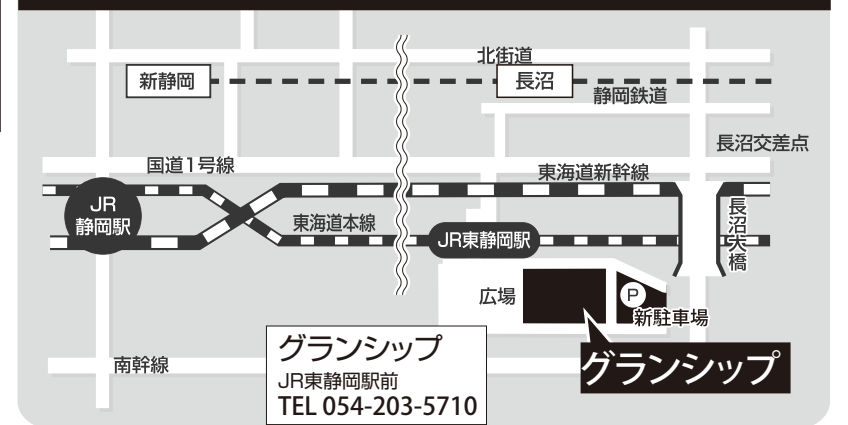 北街道
新静岡
長沼
静岡鉄道
長沼交差点
国道1号線
東海道新幹線
JR
静岡駅
東海道本線
JR東静岡駅
長沼大橋
広場
P
新駐車場
グランシップ
南幹線
グランシップ
JR東静岡駅前
TEL 054-203-5710